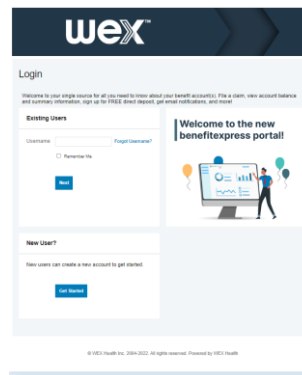 wex™
Login
Welcome to your single source for all you need to know about your benefit account(s). File a claim, view account balance
and summary information, sign up for FREE direct deposit, get email notifications, and more!
Existing Users
Username
Forgot Username?
Remember Me
Next
Welcome to the new
benefitexpress portal!
New User?
New users can create a new account to get started.
Get Started
© WEX Health Inc. 2004-2022. All rights reserved. Powered by WEX Health